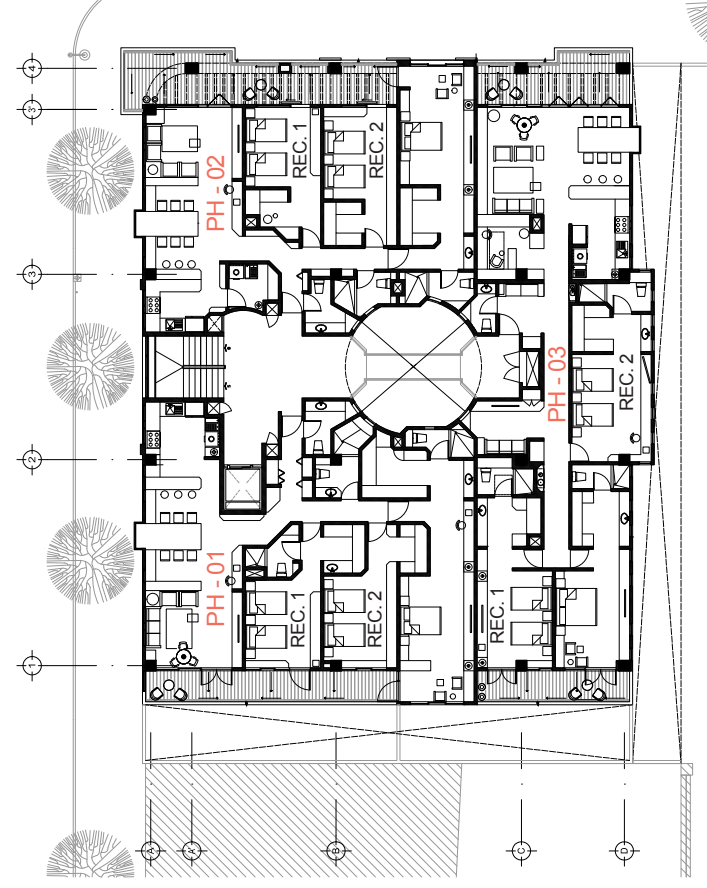 4
3'
3
2
1
PH - 02
REC. 1
REC. 2
PH - 03
REC. 2
PH - 01
REC. 1
REC. 2
REC. 1
A
A'
B
C
D